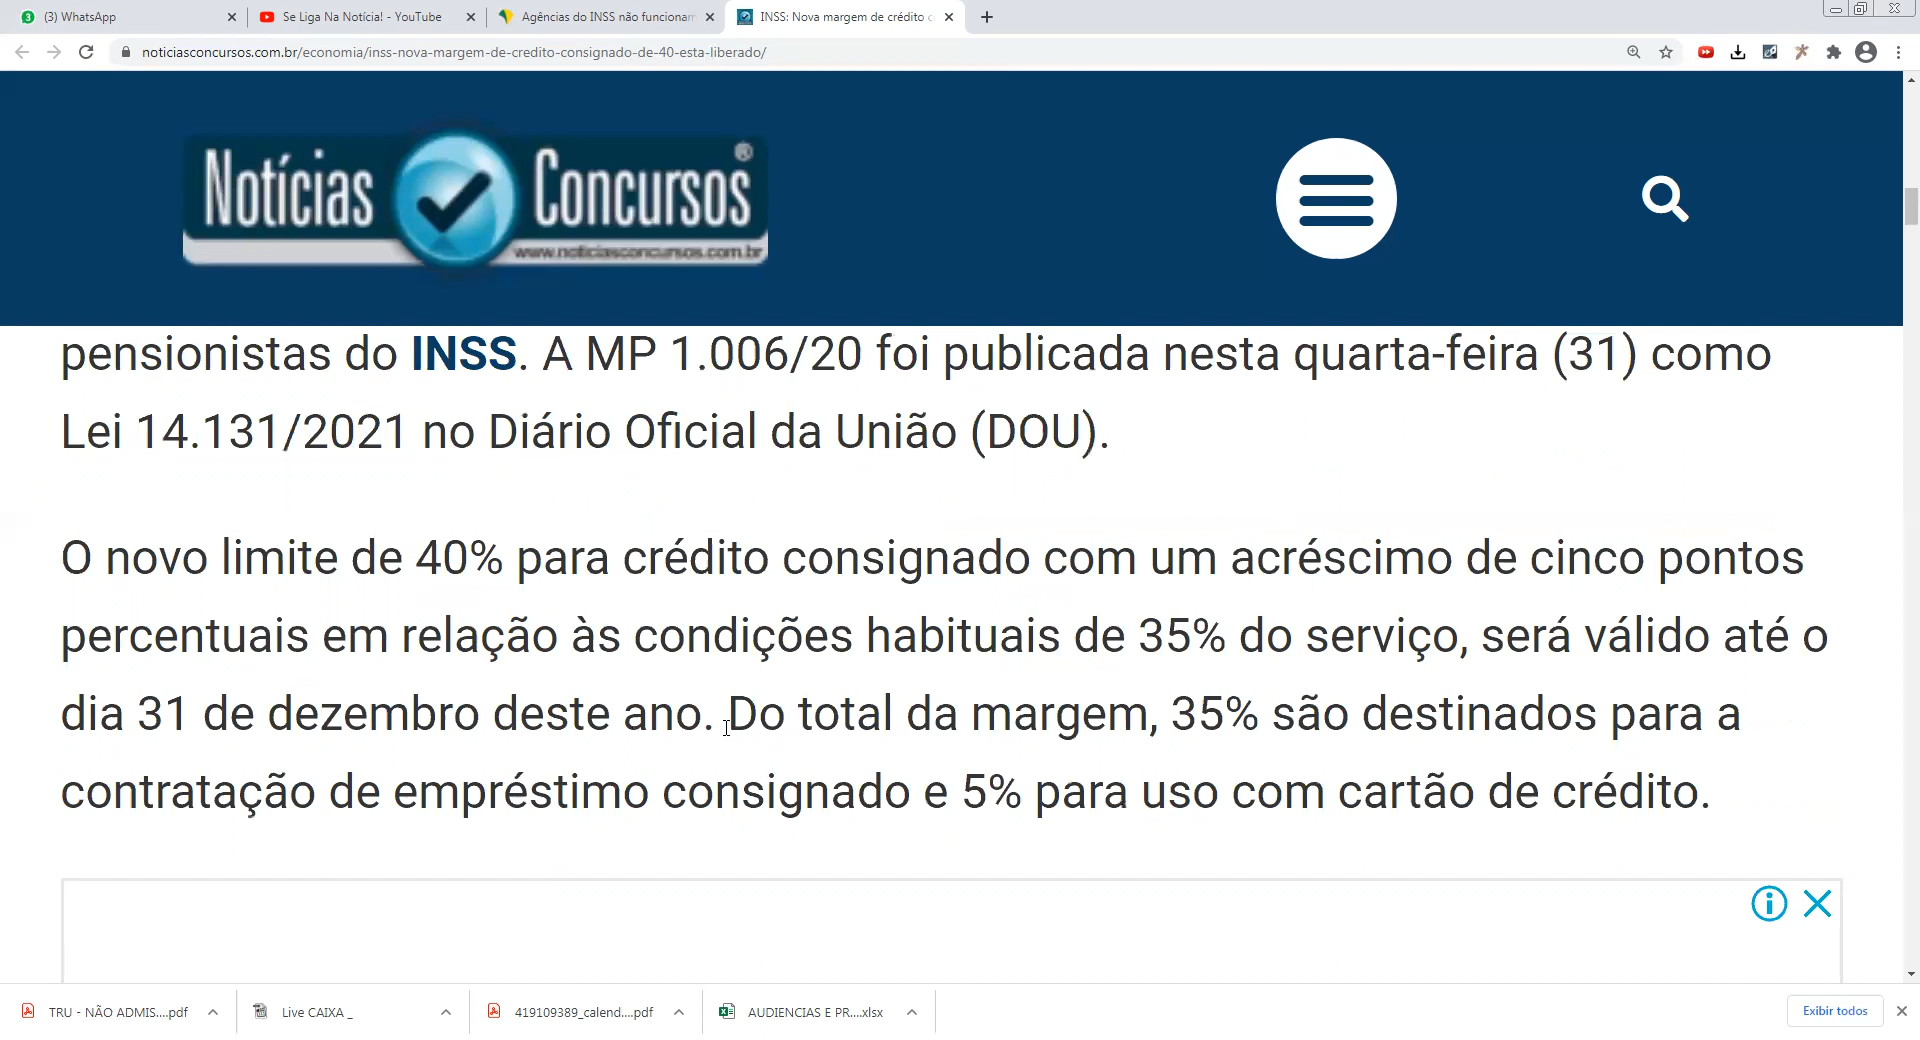 (3) WhatsApp
Se Liga Na Notícia! - YouTube
Agências do INSS não funcionam
INSS: Nova margem de crédito c
noticiasconcursos.com.br/economia/inss-nova-margem-de-credito-consignado-de-40-esta-liberado/
Notícias Concursos ®
www.noticiasconcursos.com.br
pensionistas do INSS. A MP 1.006/20 foi publicada nesta quarta-feira (31) como
Lei 14.131/2021 no Diário Oficial da União (DOU).
O novo limite de 40% para crédito consignado com um acréscimo de cinco pontos
percentuais em relação às condições habituais de 35% do serviço, será válido até o
dia 31 de dezembro deste ano. Do total da margem, 35% são destinados para a
contratação de empréstimo consignado e 5% para uso com cartão de crédito.
TRU - NÃO ADMIS....pdf
Live CAIXA _
419109389_calend....pdf
AUDIENCIAS E PR....xlsx
Exibir todos